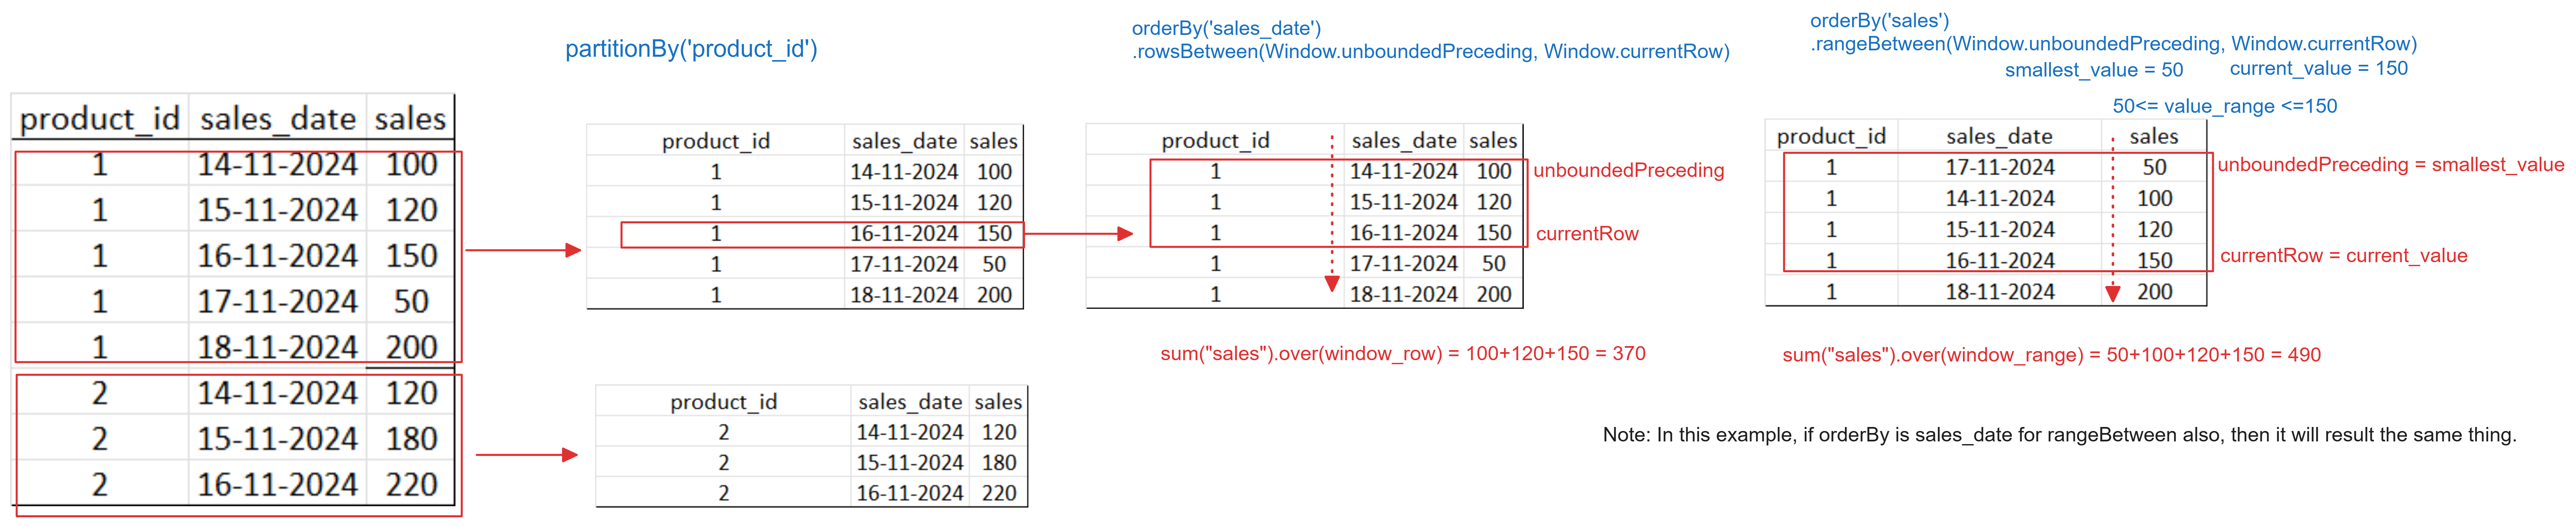 partitionBy('product_id')
orderBy('sales_date')
.rowsBetween(Window.unboundedPreceding, Window.currentRow)
orderBy('sales')
.rangeBetween(Window.unboundedPreceding, Window.currentRow)
smallest_value = 50 current_value = 150
50<= value_range <=150
product_id sales_date sales
1 14-11-2024 100
1 15-11-2024 120
1 16-11-2024 150
1 17-11-2024 50
1 18-11-2024 200
2 14-11-2024 120
2 15-11-2024 180
2 16-11-2024 220
product_id sales_date sales
1 14-11-2024 100
1 15-11-2024 120
1 16-11-2024 150
1 17-11-2024 50
1 18-11-2024 200
product_id sales_date sales
2 14-11-2024 120
2 15-11-2024 180
2 16-11-2024 220
product_id sales_date sales
1 14-11-2024 100 unboundedPreceding
1 15-11-2024 120
1 16-11-2024 150 currentRow
1 17-11-2024 50
1 18-11-2024 200
sum("sales").over(window_row) = 100+120+150 = 370
product_id sales_date sales
1 17-11-2024 50 unboundedPreceding = smallest_value
1 14-11-2024 100
1 15-11-2024 120
1 16-11-2024 150 currentRow = current_value
1 18-11-2024 200
sum("sales").over(window_range) = 50+100+120+150 = 490
Note: In this example, if orderBy is sales_date for rangeBetween also, then it will result the same thing.